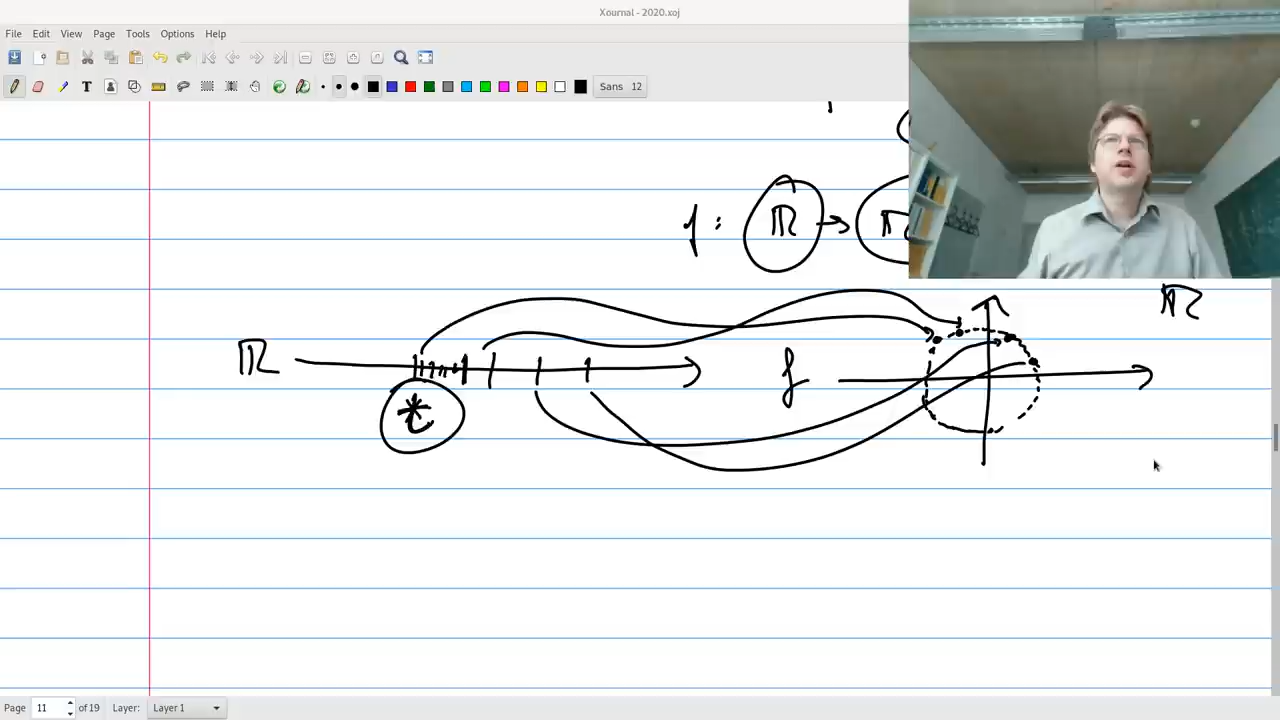 Xournal - 2020.xoj
File Edit View Page Tools Options Help
T Sans 12
f : ℝ →
ℝ
ℝ f
t
Page 11 of 19 Layer: Layer 1